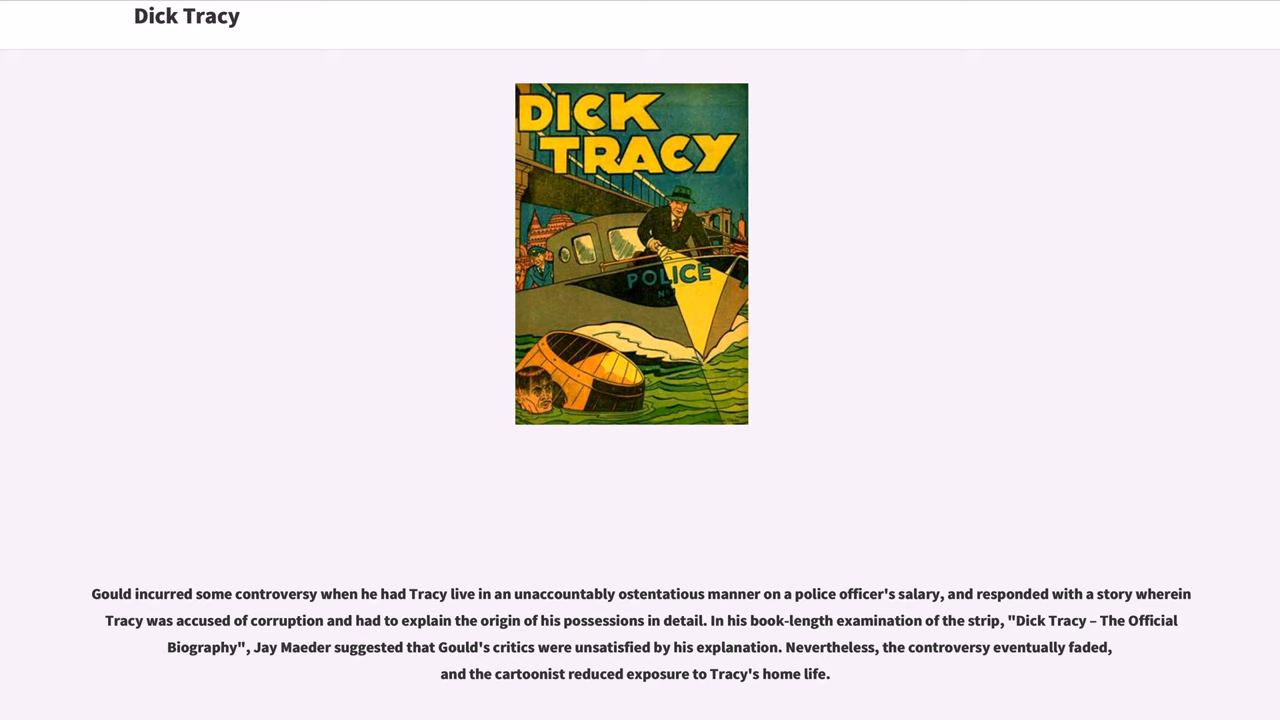 Dick Tracy
DICK
TRACY
POLICE
Gould incurred some controversy when he had Tracy live in an unaccountably ostentatious manner on a police officer's salary, and responded with a story wherein
Tracy was accused of corruption and had to explain the origin of his possessions in detail. In his book-length examination of the strip, "Dick Tracy – The Official
Biography", Jay Maeder suggested that Gould's critics were unsatisfied by his explanation. Nevertheless, the controversy eventually faded,
and the cartoonist reduced exposure to Tracy's home life.